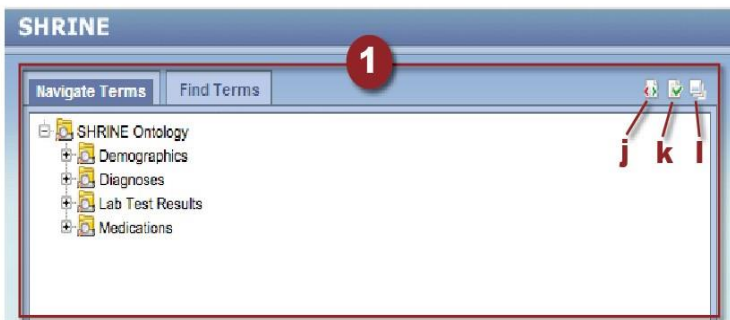 SHRINE
1
Navigate Terms Find Terms
j k l
SHRINE Ontology
Demographics
Diagnoses
Lab Test Results
Medications